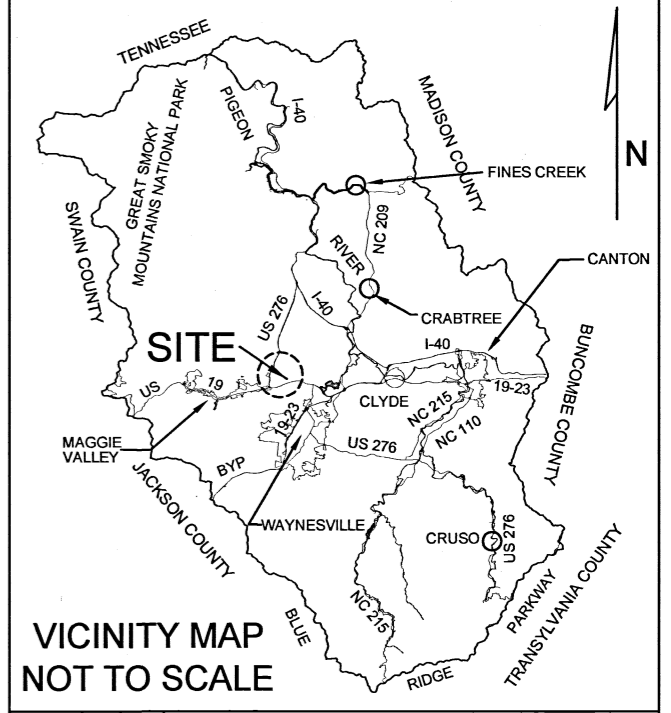 TENNESSEE
PIGEON
I-40
MADISON COUNTY
GREAT SMOKY
MOUNTAINS NATIONAL PARK
N
FINES CREEK
NC 209
SWAIN COUNTY
RIVER
CANTON
US 276
I-40
CRABTREE
I-40
SITE
BUNCOMBE COUNTY
US 19
19-23
CLYDE
NC 215
19-23
NC 110
MAGGIE
VALLEY
US 276
BYP
JACKSON COUNTY
WAYNESVILLE
CRUSO
US 276
NC 215
BLUE
RIDGE
PARKWAY
TRANSYLVANIA COUNTY
VICINITY MAP
NOT TO SCALE